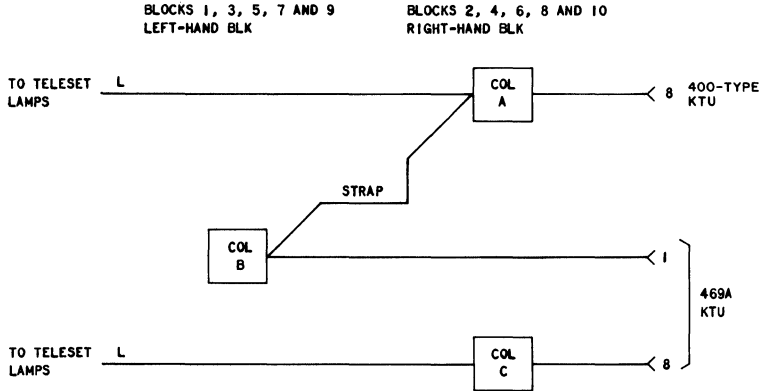 BLOCKS 1, 3, 5, 7 AND 9
LEFT-HAND BLK
BLOCKS 2, 4, 6, 8 AND 10
RIGHT-HAND BLK
TO TELESET
LAMPS
L
COL
A
8
400-TYPE
KTU
STRAP
COL
B
1
469A
KTU
TO TELESET
LAMPS
L
COL
C
8